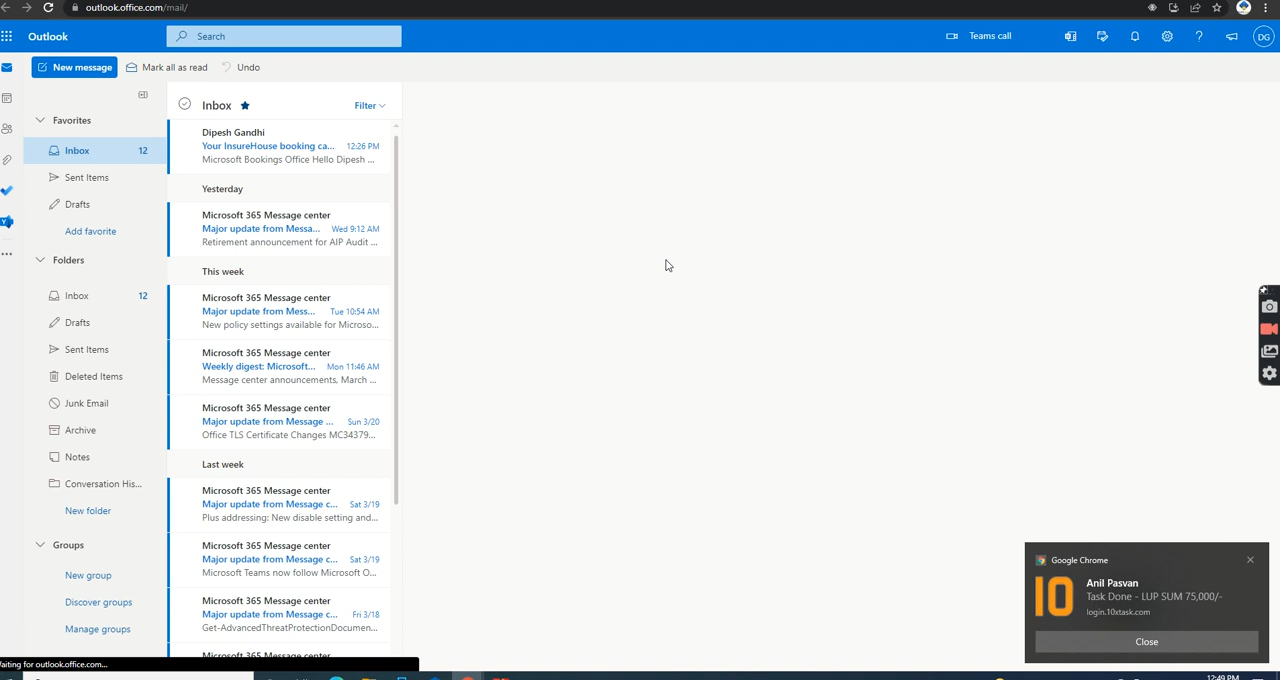 outlook.office.com/mail/
Outlook
Search
Teams call
DG
New message
Mark all as read
Undo
Favorites
Inbox 12
Sent Items
Drafts
Add favorite
Folders
Inbox 12
Drafts
Sent Items
Deleted Items
Junk Email
Archive
Notes
Conversation His...
New folder
Groups
New group
Discover groups
Manage groups
Inbox
Filter
Dipesh Gandhi
Your InsureHouse booking ca... 12:26 PM
Microsoft Bookings Office Hello Dipesh ...
Yesterday
Microsoft 365 Message center
Major update from Messa... Wed 9:12 AM
Retirement announcement for AIP Audit ...
This week
Microsoft 365 Message center
Major update from Mess... Tue 10:54 AM
New policy settings available for Microso...
Microsoft 365 Message center
Weekly digest: Microsoft... Mon 11:46 AM
Message center announcements, March ...
Microsoft 365 Message center
Major update from Message ... Sun 3/20
Office TLS Certificate Changes MC34379...
Last week
Microsoft 365 Message center
Major update from Message c... Sat 3/19
Plus addressing: New disable setting and...
Microsoft 365 Message center
Major update from Message c... Sat 3/19
Microsoft Teams now follow Microsoft O...
Microsoft 365 Message center
Major update from Message c... Fri 3/18
Get-AdvancedThreatProtectionDocumen...
Microsoft 365 Message center
Google Chrome
10
Anil Pasvan
Task Done - LUP SUM 75,000/-
login.10xtask.com
Close
aiting for outlook.office.com...
12:49 PM